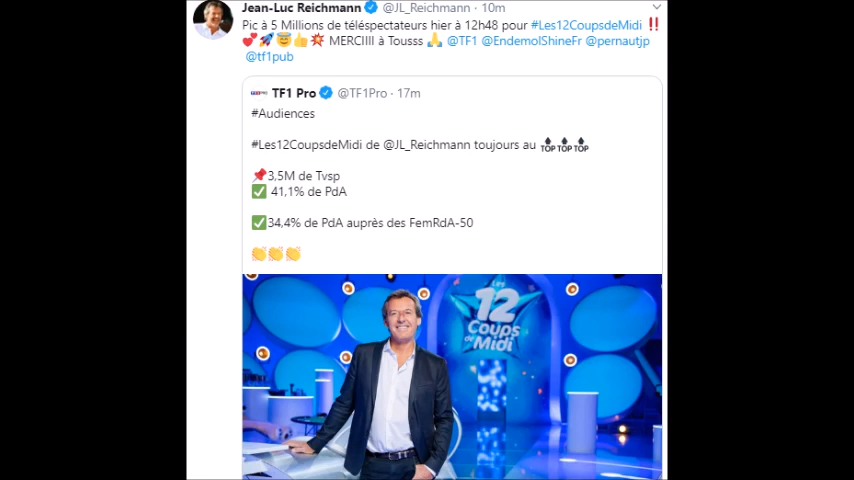 Jean-Luc Reichmann @JL_Reichmann · 10m
Pic à 5 Millions de téléspectateurs hier à 12h48 pour #Les12CoupsdeMidi ‼️
💕🚀😇👍💥 MERCIIII à Tousss 🙏 @TF1 @EndemolShineFr @pernautjp
@tf1pub
TF1 Pro @TF1Pro · 17m
#Audiences
#Les12CoupsdeMidi de @JL_Reichmann toujours au 🔝🔝🔝
📌3,5M de Tvsp
✅ 41,1% de PdA
✅34,4% de PdA auprès des FemRdA-50
👏👏👏
Les
12
Coups
de Midi